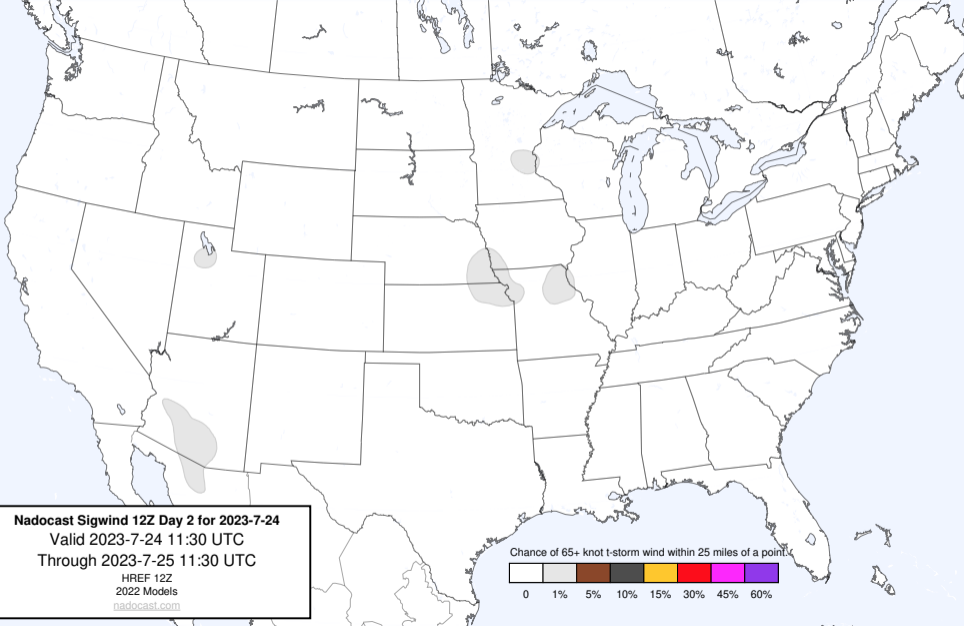 Nadocast Sigwind 12Z Day 2 for 2023-7-24
Valid 2023-7-24 11:30 UTC
Through 2023-7-25 11:30 UTC
HREF 12Z
2022 Models
nadocast.com
Chance of 65+ knot t-storm wind within 25 miles of a point.
0 1% 5% 10% 15% 30% 45% 60%